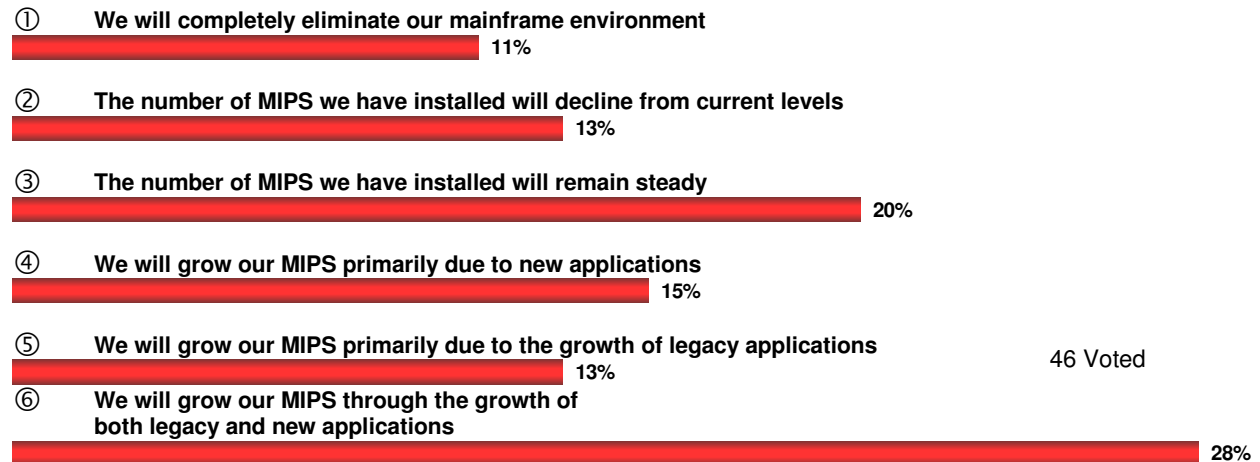 ① We will completely eliminate our mainframe environment
11%
② The number of MIPS we have installed will decline from current levels
13%
③ The number of MIPS we have installed will remain steady
20%
④ We will grow our MIPS primarily due to new applications
15%
⑤ We will grow our MIPS primarily due to the growth of legacy applications
46 Voted
13%
⑥ We will grow our MIPS through the growth of
both legacy and new applications
28%